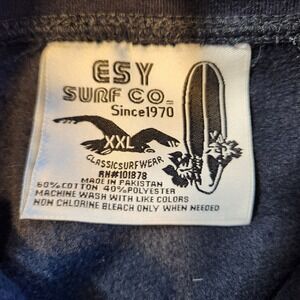 ESY
SURF CO.
Since1970
XXL
CLASSICSURFWEAR
RN#101878
MADE IN PAKISTAN
60%COTTON 40%POLYESTER
MACHINE WASH WITH LIKE COLORS
NON CHLORINE BLEACH ONLY WHEN NEEDED